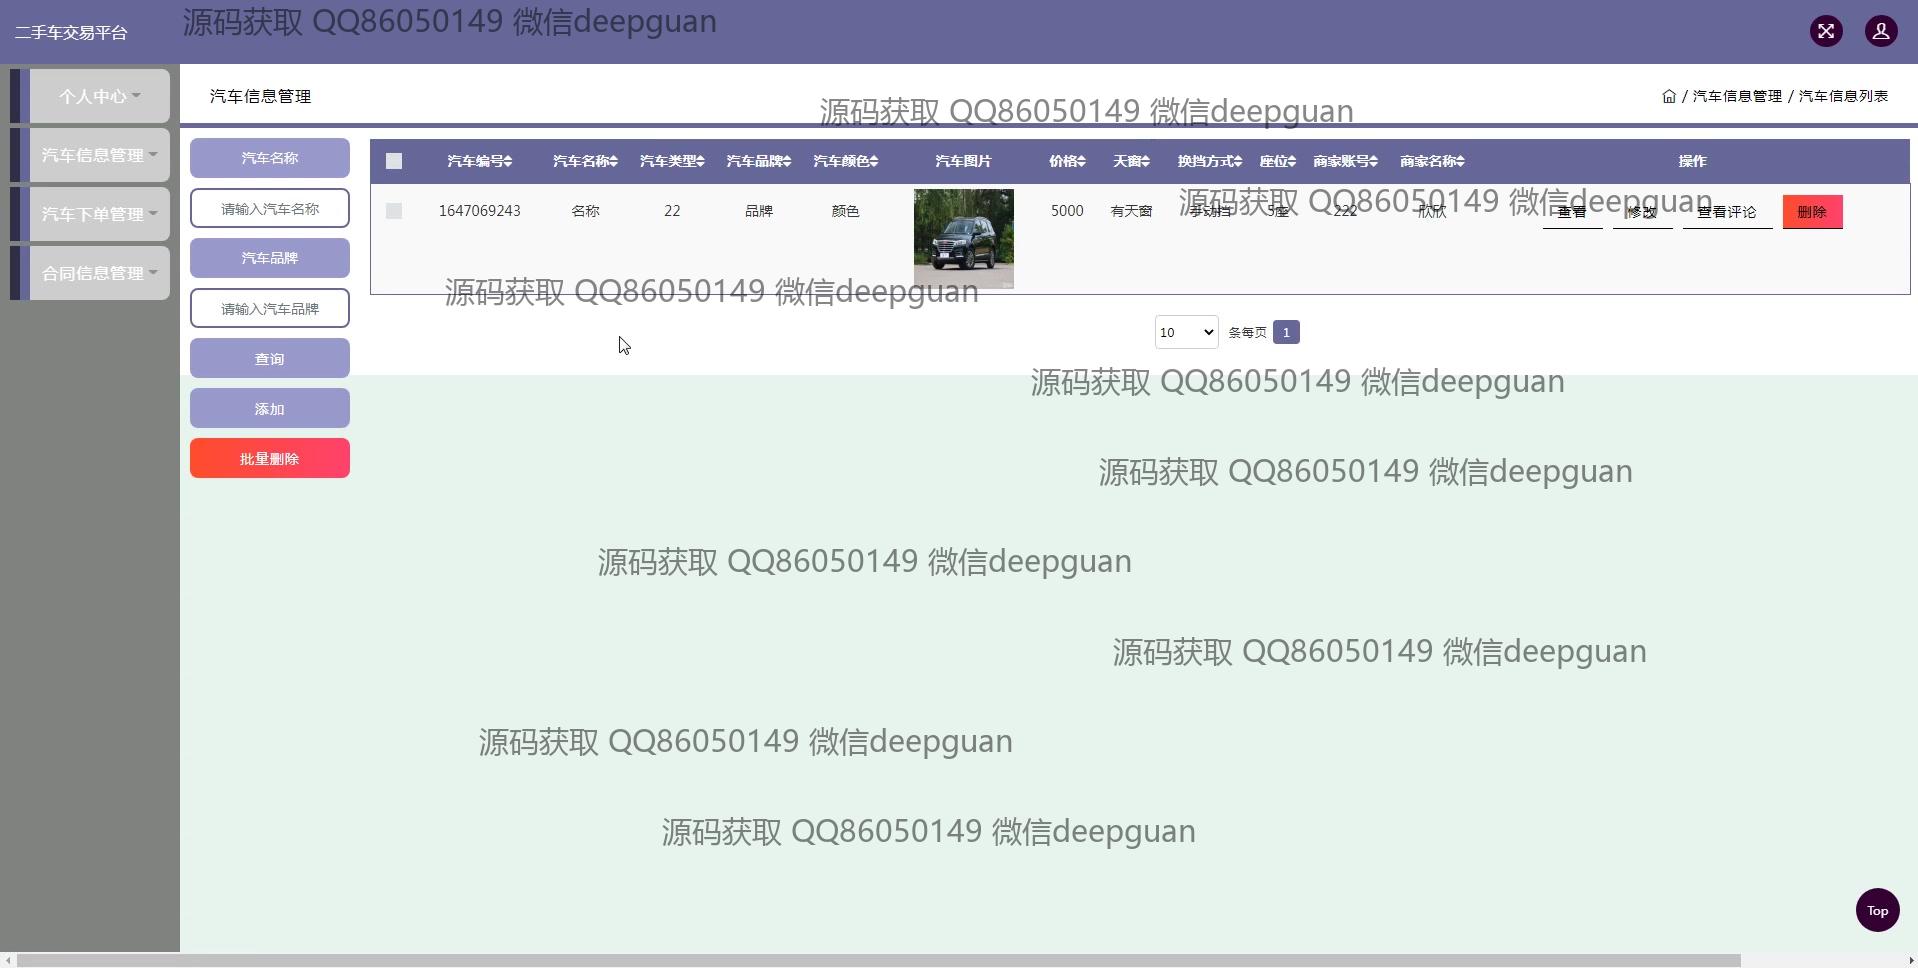 二手车交易平台
源码获取 QQ86050149 微信deepguan
个人中心
汽车信息管理
汽车下单管理
合同信息管理
汽车信息管理
/ 汽车信息管理 / 汽车信息列表
源码获取 QQ86050149 微信deepguan
汽车名称
请输入汽车名称
汽车品牌
请输入汽车品牌
查询
添加
批量删除
汽车编号 汽车名称 汽车类型 汽车品牌 汽车颜色 汽车图片 价格 天窗 换挡方式 座位 商家账号 商家名称 操作
1647069243 名称 22 品牌 颜色 5000 有天窗 手动挡 5座 222 欣欣 查看 修改 查看评论 删除
源码获取 QQ86050149 微信deepguan
源码获取 QQ86050149 微信deepguan
10 条每页 1
源码获取 QQ86050149 微信deepguan
源码获取 QQ86050149 微信deepguan
源码获取 QQ86050149 微信deepguan
源码获取 QQ86050149 微信deepguan
源码获取 QQ86050149 微信deepguan
源码获取 QQ86050149 微信deepguan
Top